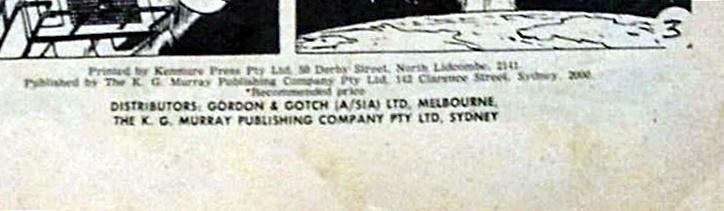 3
Printed by Kenmure Press Pty Ltd, 50 Derby Street, North Lidcombe, 2141.
Published by The K. G. Murray Publishing Company Pty Ltd, 142 Clarence Street, Sydney, 2000.
*Recommended price
DISTRIBUTORS: GORDON & GOTCH (A/SIA) LTD, MELBOURNE,
THE K. G. MURRAY PUBLISHING COMPANY PTY LTD, SYDNEY